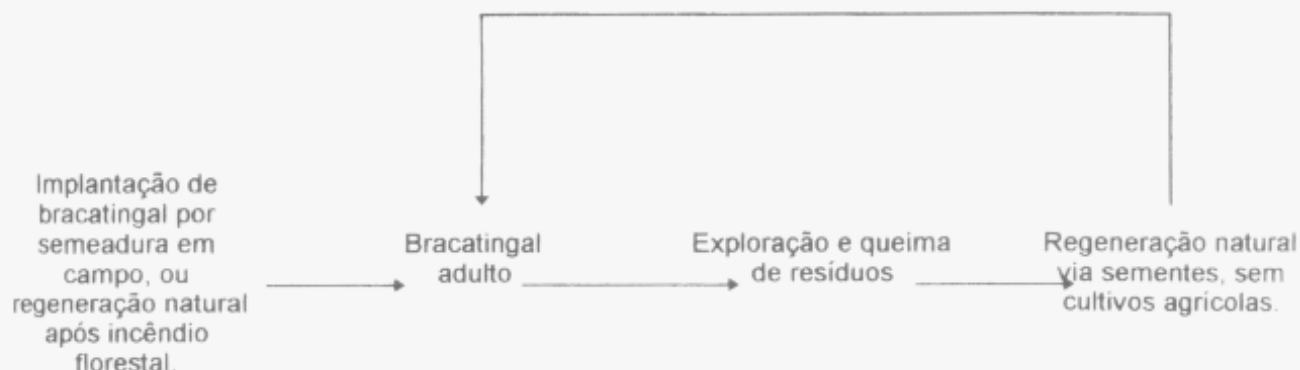 Implantação de
bracatingal por
semeadura em
campo, ou
regeneração natural
após incêndio
florestal.
Bracatingal
adulto
Exploração e queima
de resíduos
Regeneração natural
via sementes, sem
cultivos agrícolas.